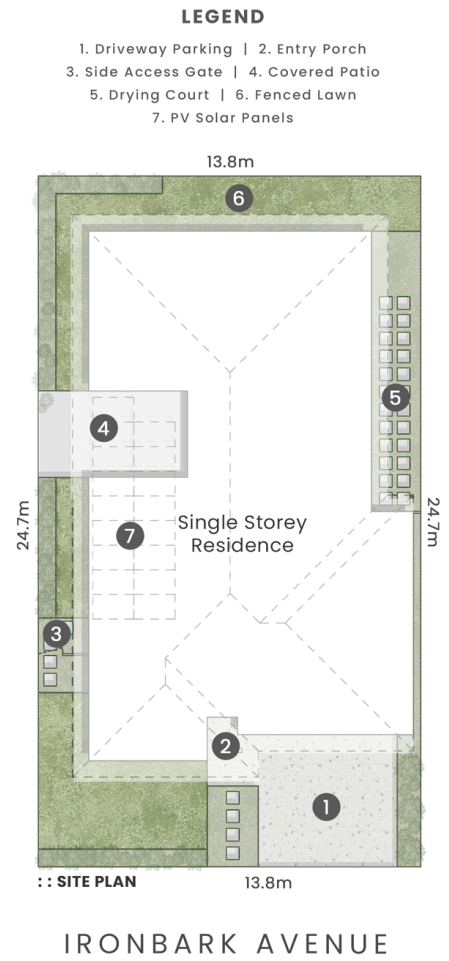 LEGEND
1. Driveway Parking | 2. Entry Porch
3. Side Access Gate | 4. Covered Patio
5. Drying Court | 6. Fenced Lawn
7. PV Solar Panels
13.8m
6
5
4
24.7m
24.7m
7
Single Storey
Residence
3
2
1
: : SITE PLAN
13.8m
IRONBARK AVENUE